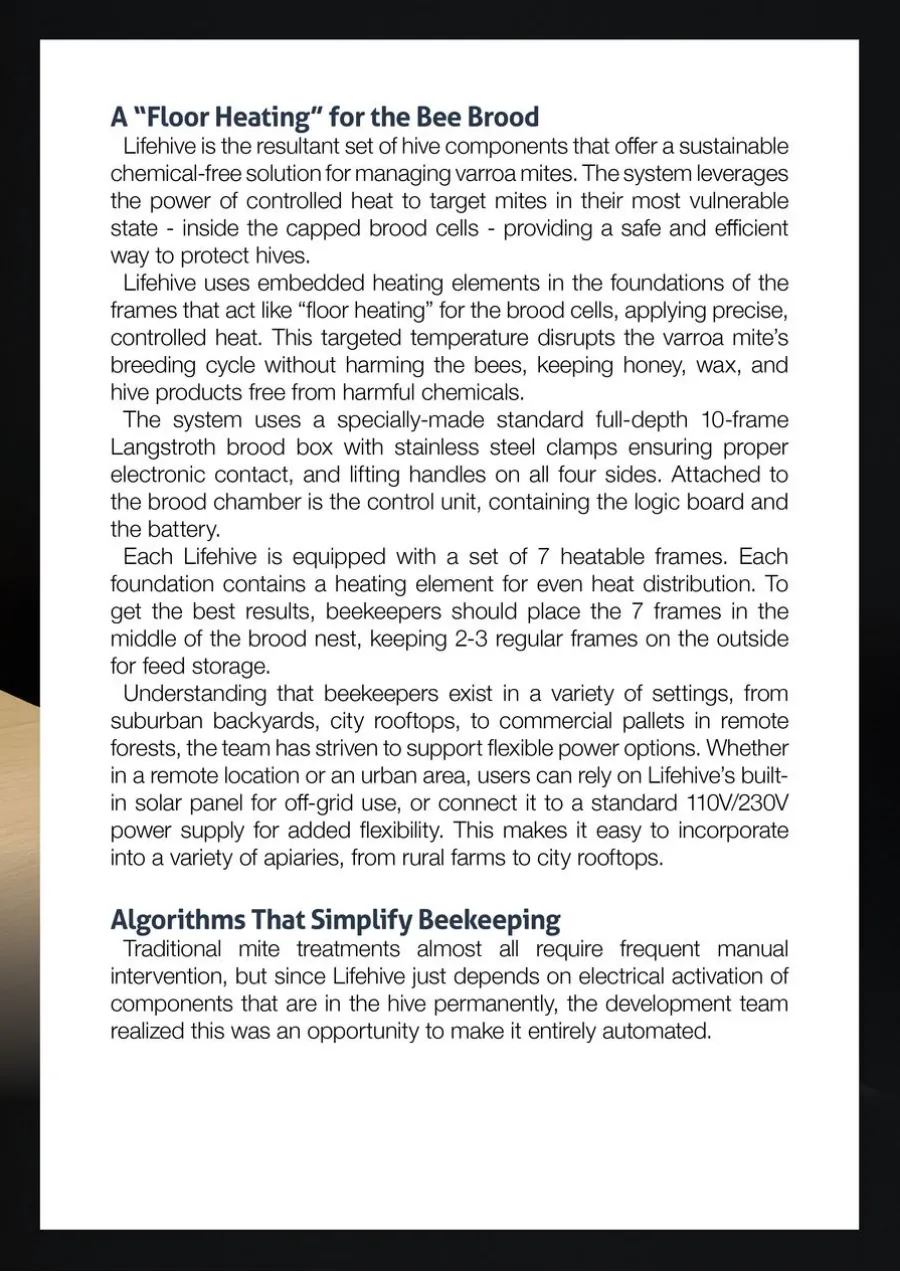 A “Floor Heating” for the Bee Brood
Lifehive is the resultant set of hive components that offer a sustainable
chemical-free solution for managing varroa mites. The system leverages
the power of controlled heat to target mites in their most vulnerable
state - inside the capped brood cells - providing a safe and efficient
way to protect hives.
Lifehive uses embedded heating elements in the foundations of the
frames that act like “floor heating” for the brood cells, applying precise,
controlled heat. This targeted temperature disrupts the varroa mite’s
breeding cycle without harming the bees, keeping honey, wax, and
hive products free from harmful chemicals.
The system uses a specially-made standard full-depth 10-frame
Langstroth brood box with stainless steel clamps ensuring proper
electronic contact, and lifting handles on all four sides. Attached to
the brood chamber is the control unit, containing the logic board and
the battery.
Each Lifehive is equipped with a set of 7 heatable frames. Each
foundation contains a heating element for even heat distribution. To
get the best results, beekeepers should place the 7 frames in the
middle of the brood nest, keeping 2-3 regular frames on the outside
for feed storage.
Understanding that beekeepers exist in a variety of settings, from
suburban backyards, city rooftops, to commercial pallets in remote
forests, the team has striven to support flexible power options. Whether
in a remote location or an urban area, users can rely on Lifehive’s built-
in solar panel for off-grid use, or connect it to a standard 110V/230V
power supply for added flexibility. This makes it easy to incorporate
into a variety of apiaries, from rural farms to city rooftops.
Algorithms That Simplify Beekeeping
Traditional mite treatments almost all require frequent manual
intervention, but since Lifehive just depends on electrical activation of
components that are in the hive permanently, the development team
realized this was an opportunity to make it entirely automated.